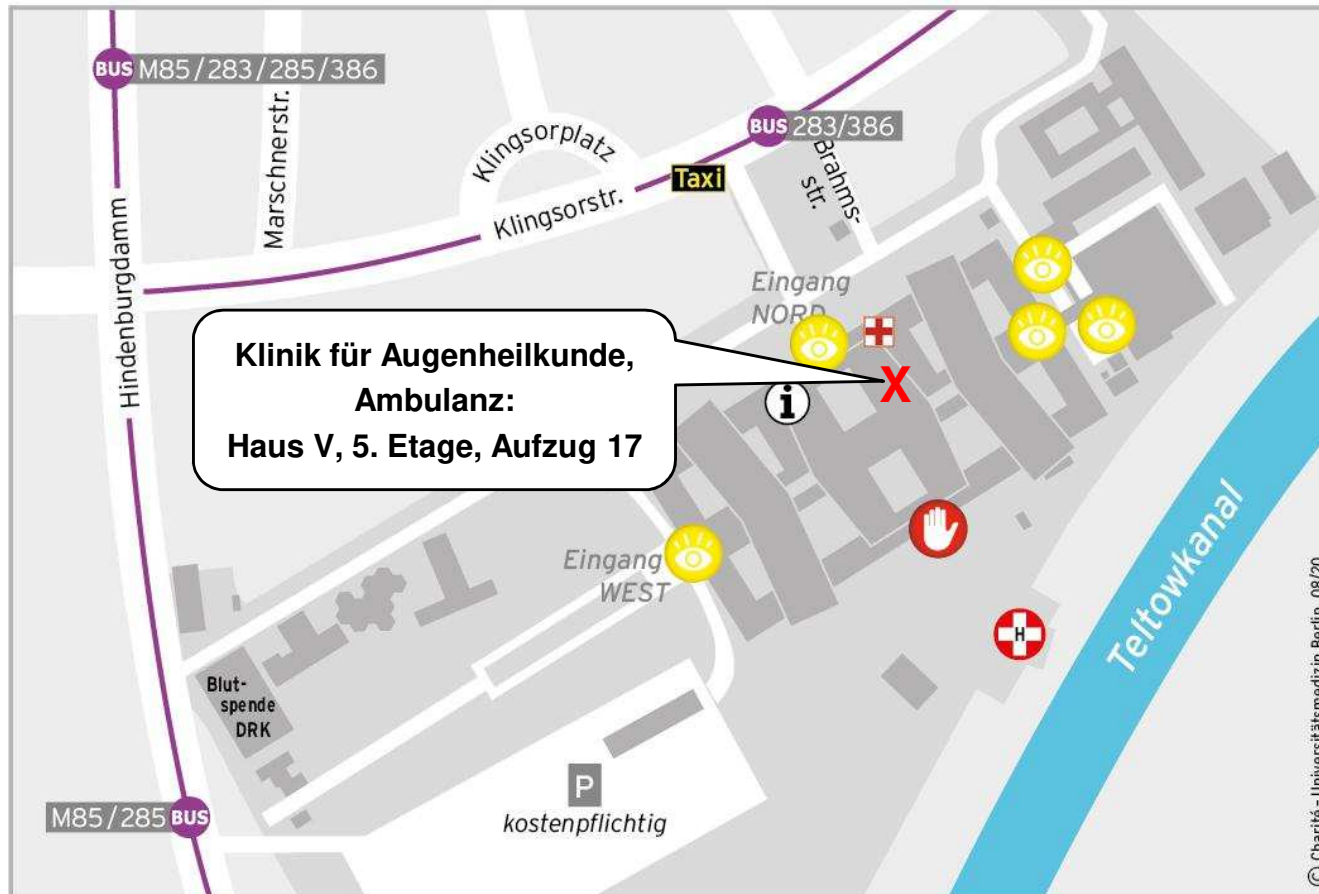 BUS M85/283/285/386
Marschnerstr.
Klingsorplatz
BUS 283/386
Taxi
Brahms-
str.
Klingsorstr.
Hindenburgdamm
Eingang
NORD
Klinik für Augenheilkunde,
Ambulanz:
Haus V, 5. Etage, Aufzug 17
X
i
Eingang
WEST
H
Teltowkanal
Blut-
spende
DRK
P
kostenpflichtig
M85/285 BUS
© Charité - Universitätsmedizin Berlin, 08/20